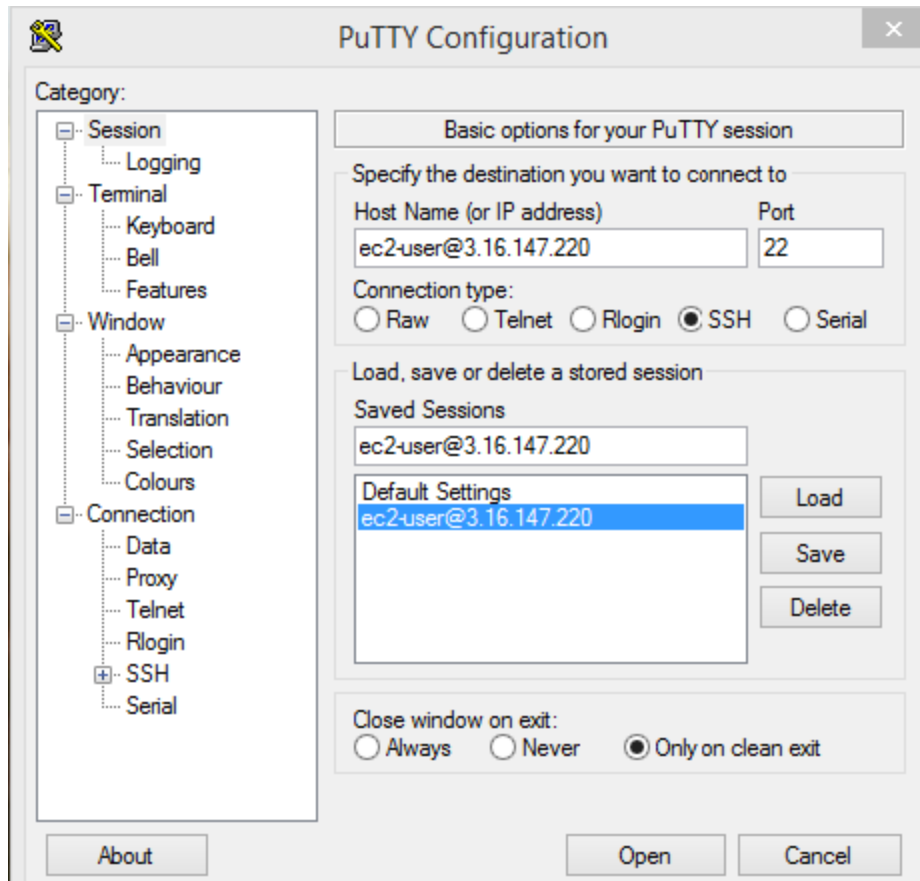 PuTTY Configuration
Category:
Session
Logging
Terminal
Keyboard
Bell
Features
Window
Appearance
Behaviour
Translation
Selection
Colours
Connection
Data
Proxy
Telnet
Rlogin
SSH
Serial
Basic options for your PuTTY session
Specify the destination you want to connect to
Host Name (or IP address) Port
ec2-user@3.16.147.220 22
Connection type:
Raw Telnet Rlogin SSH Serial
Load, save or delete a stored session
Saved Sessions
ec2-user@3.16.147.220
Default Settings
ec2-user@3.16.147.220
Load
Save
Delete
Close window on exit:
Always Never Only on clean exit
About Open Cancel